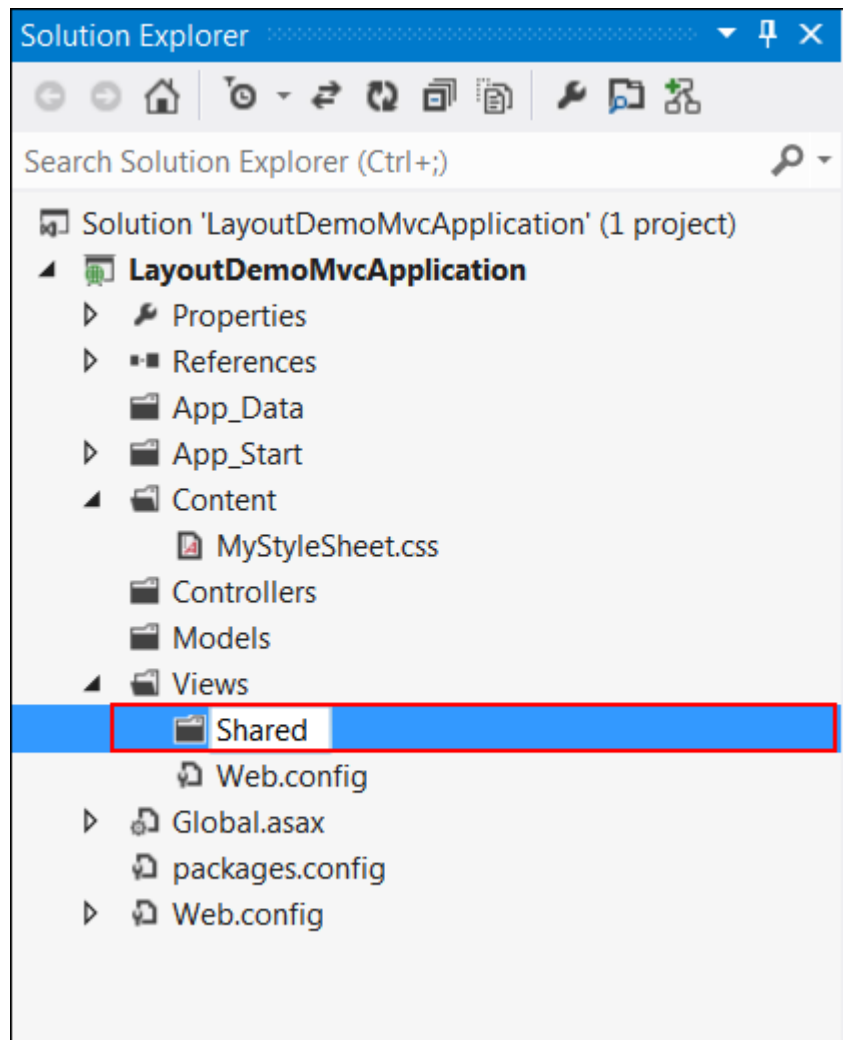 Solution Explorer
Search Solution Explorer (Ctrl+;)
Solution 'LayoutDemoMvcApplication' (1 project)
LayoutDemoMvcApplication
Properties
References
App_Data
App_Start
Content
MyStyleSheet.css
Controllers
Models
Views
Shared
Web.config
Global.asax
packages.config
Web.config